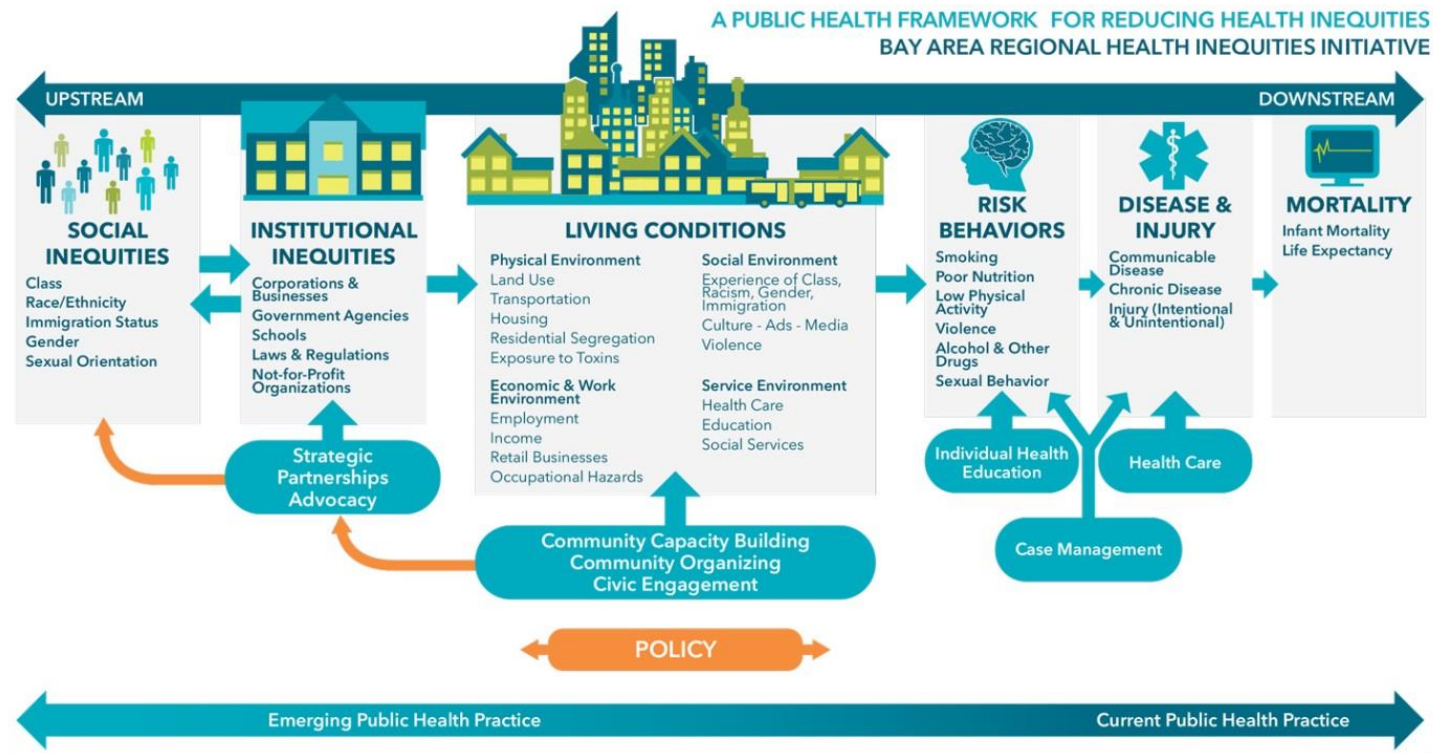 A PUBLIC HEALTH FRAMEWORK FOR REDUCING HEALTH INEQUITIES
BAY AREA REGIONAL HEALTH INEQUITIES INITIATIVE
UPSTREAM
DOWNSTREAM
SOCIAL
INEQUITIES
Class
Race/Ethnicity
Immigration Status
Gender
Sexual Orientation
INSTITUTIONAL
INEQUITIES
Corporations &
Businesses
Government Agencies
Schools
Laws & Regulations
Not-for-Profit
Organizations
LIVING CONDITIONS
Physical Environment
Land Use
Transportation
Housing
Residential Segregation
Exposure to Toxins
Economic & Work
Environment
Employment
Income
Retail Businesses
Occupational Hazards
Social Environment
Experience of Class,
Racism, Gender,
Immigration
Culture - Ads - Media
Violence
Service Environment
Health Care
Education
Social Services
RISK
BEHAVIORS
Smoking
Poor Nutrition
Low Physical
Activity
Violence
Alcohol & Other
Drugs
Sexual Behavior
DISEASE &
INJURY
Communicable
Disease
Chronic Disease
Injury (Intentional
& Unintentional)
MORTALITY
Infant Mortality
Life Expectancy
Strategic
Partnerships
Advocacy
Community Capacity Building
Community Organizing
Civic Engagement
Individual Health
Education
Health Care
Case Management
POLICY
Emerging Public Health Practice
Current Public Health Practice